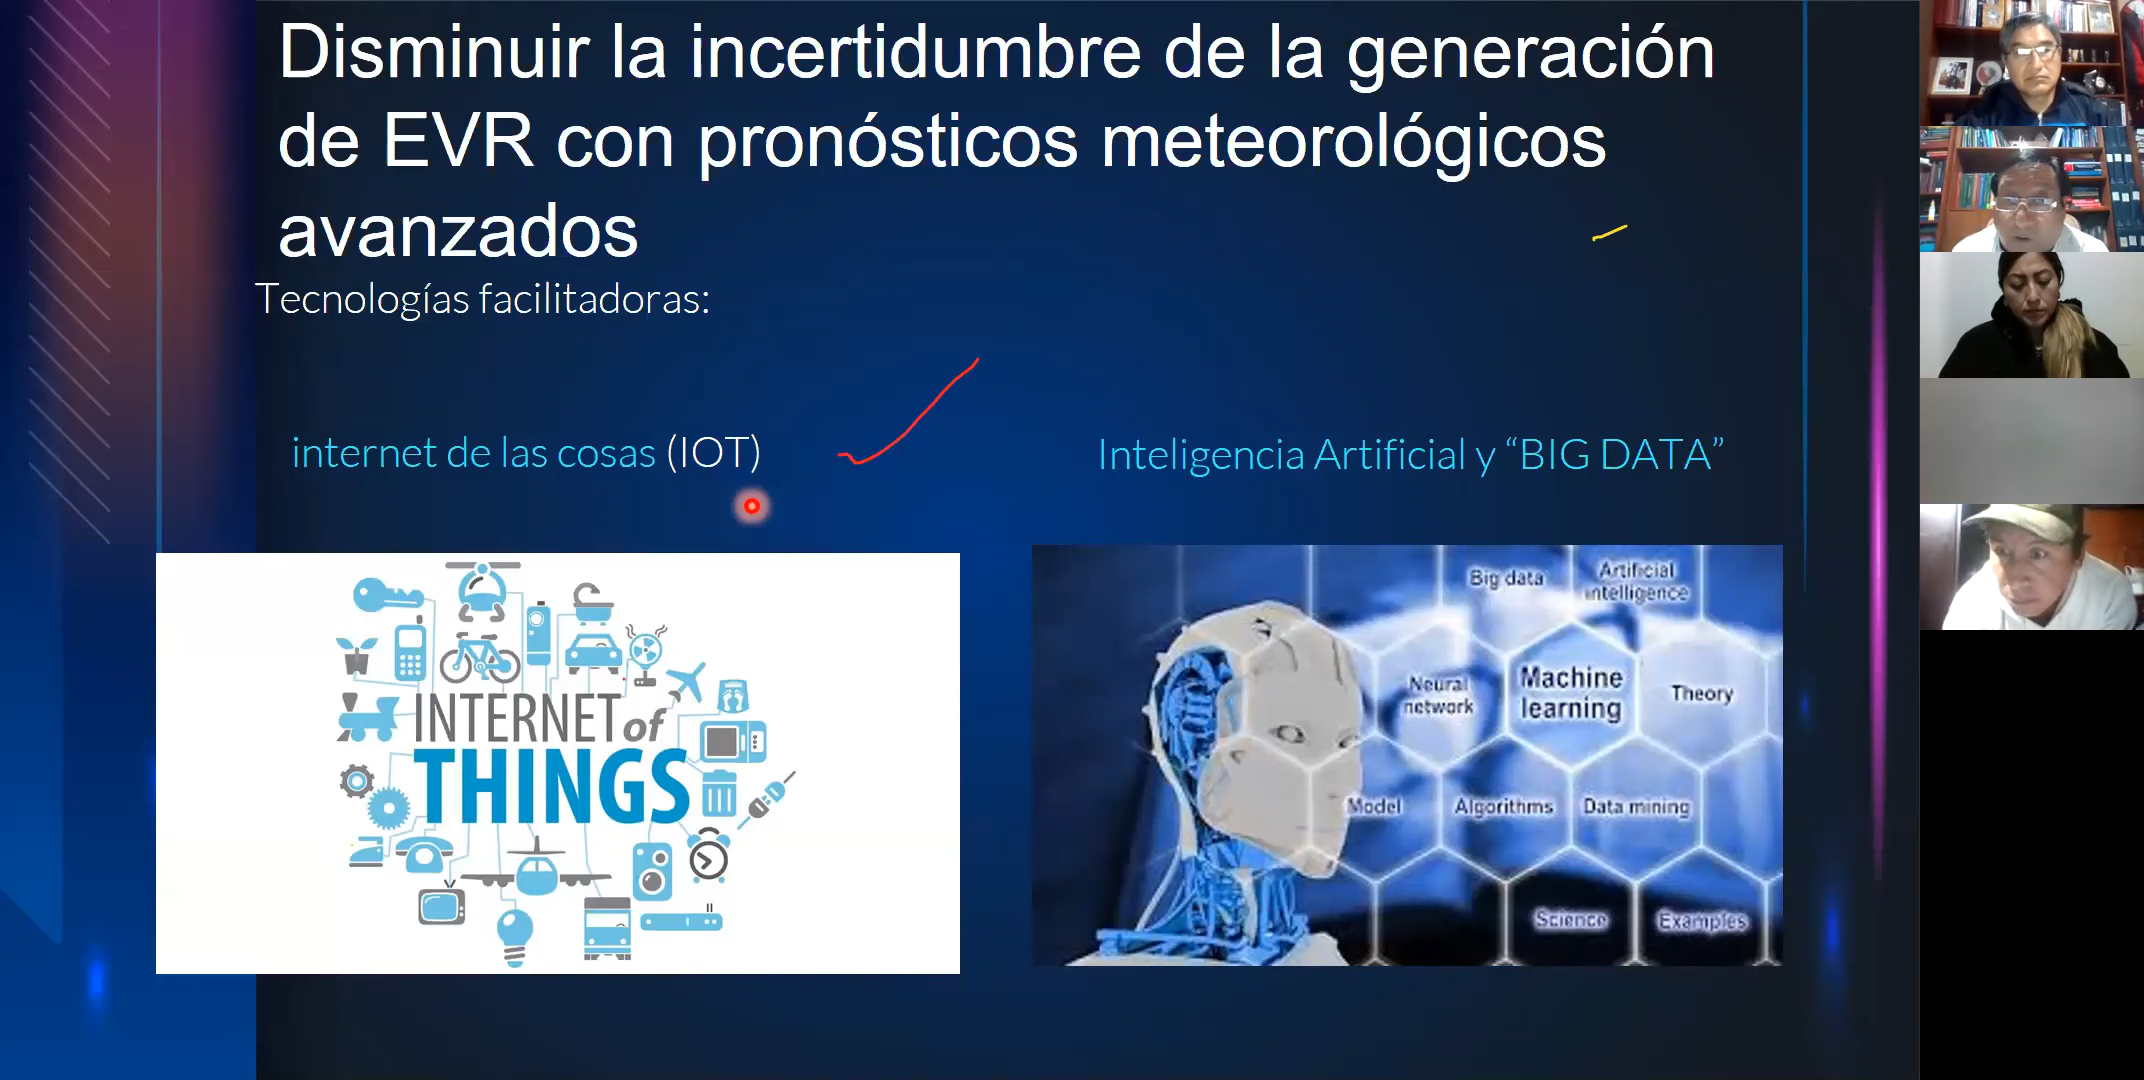 Disminuir la incertidumbre de la generación
de EVR con pronósticos meteorológicos
avanzados
Tecnologías facilitadoras:
internet de las cosas (IOT)
Inteligencia Artificial y “BIG DATA”
INTERNET of
THINGS
Big data
Artificial
intelligence
Neural
network
Machine
learning
Theory
Model
Algorithms
Data mining
Science
Examples